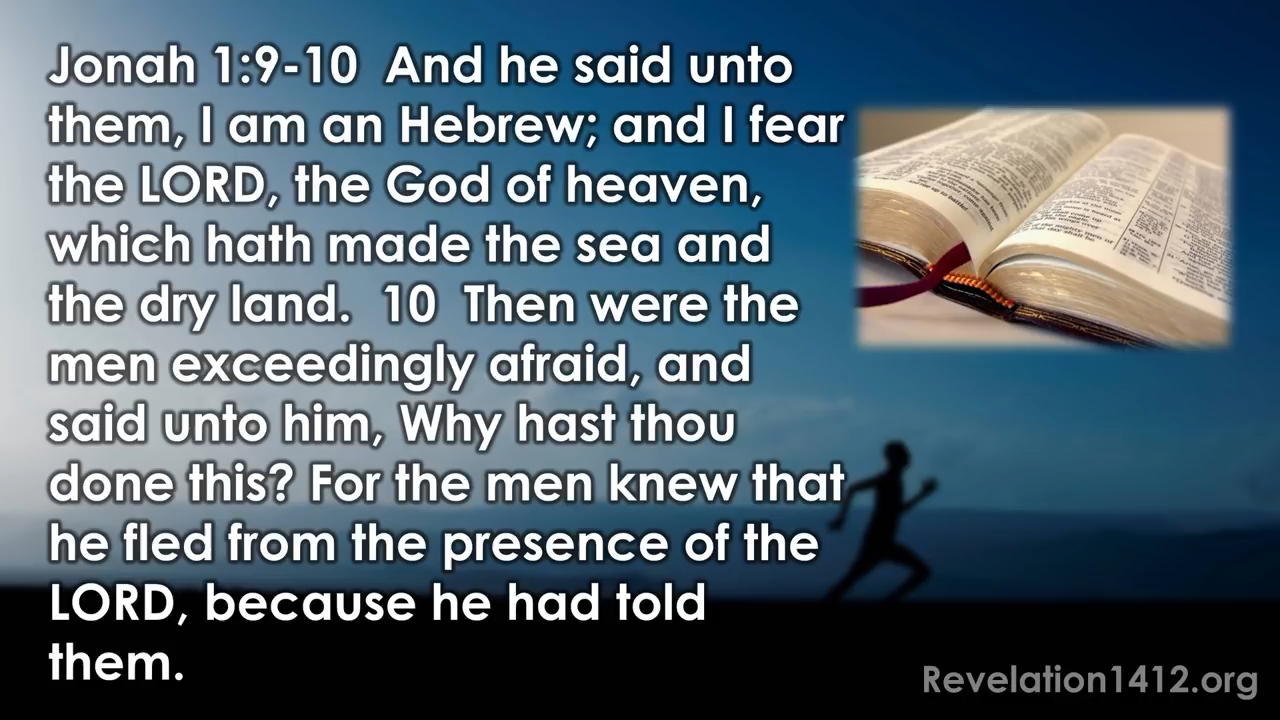 Jonah 1:9-10  And he said unto
them, I am an Hebrew; and I fear
the LORD, the God of heaven,
which hath made the sea and
the dry land.  10  Then were the
men exceedingly afraid, and
said unto him, Why hast thou
done this? For the men knew that
he fled from the presence of the
LORD, because he had told
them.
Revelation1412.org